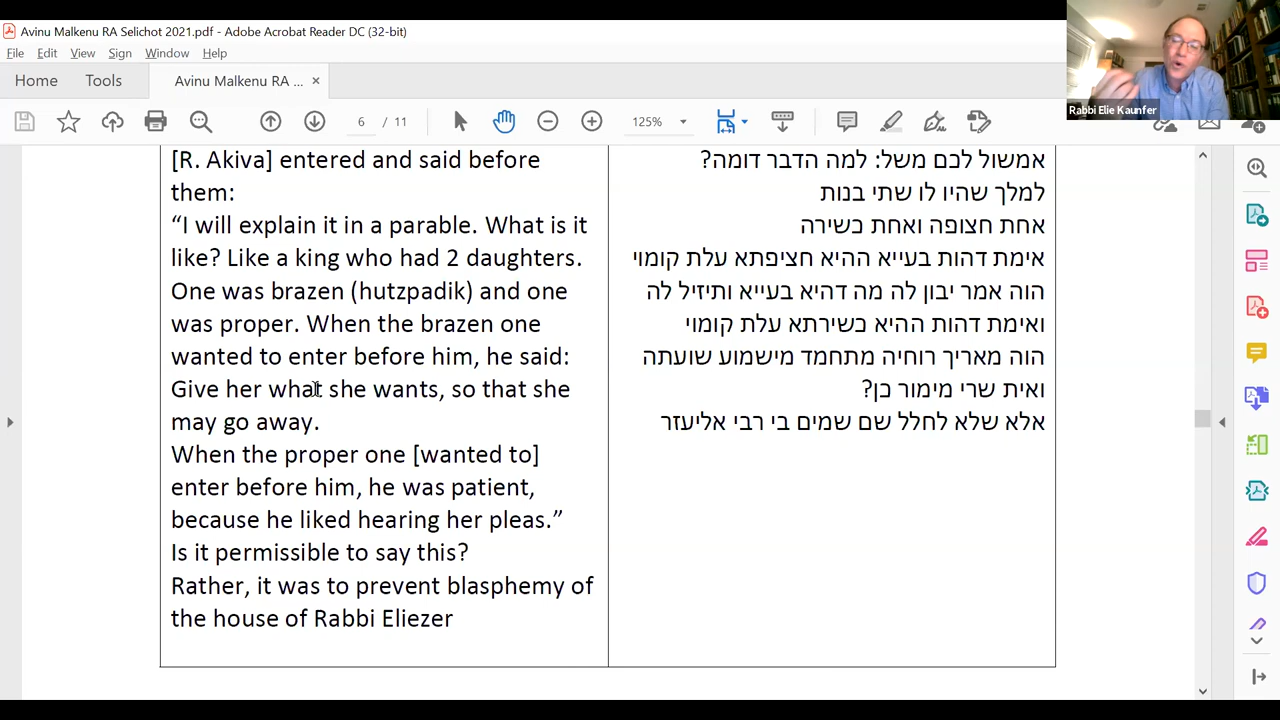 Avinu Malkenu RA Selichot 2021.pdf - Adobe Acrobat Reader DC (32-bit)
File Edit View Sign Window Help
Home Tools Avinu Malkenu RA ... ×
6 / 11 125%
Rabbi Elie Kaunfer
[R. Akiva] entered and said before
them:
“I will explain it in a parable. What is it
like? Like a king who had 2 daughters.
One was brazen (hutzpadik) and one
was proper. When the brazen one
wanted to enter before him, he said:
Give her what she wants, so that she
may go away.
When the proper one [wanted to]
enter before him, he was patient,
because he liked hearing her pleas.”
Is it permissible to say this?
Rather, it was to prevent blasphemy of
the house of Rabbi Eliezer
אמשול לכם משל: למה הדבר דומה?
למלך שהיו לו שתי בנות
אחת חצופה ואחת כשירה
אימת דהות בעייא ההיא חציפתא עלת קומוי
הוה אמר יבון לה מה דהיא בעייא ותיזיל לה
ואימת דהות ההיא כשירתא עלת קומוי
הוה מאריך רוחיה מתחמד מישמוע שועתה
ואית שרי מימור כן?
אלא שלא לחלל שם שמים בי רבי אליעזר